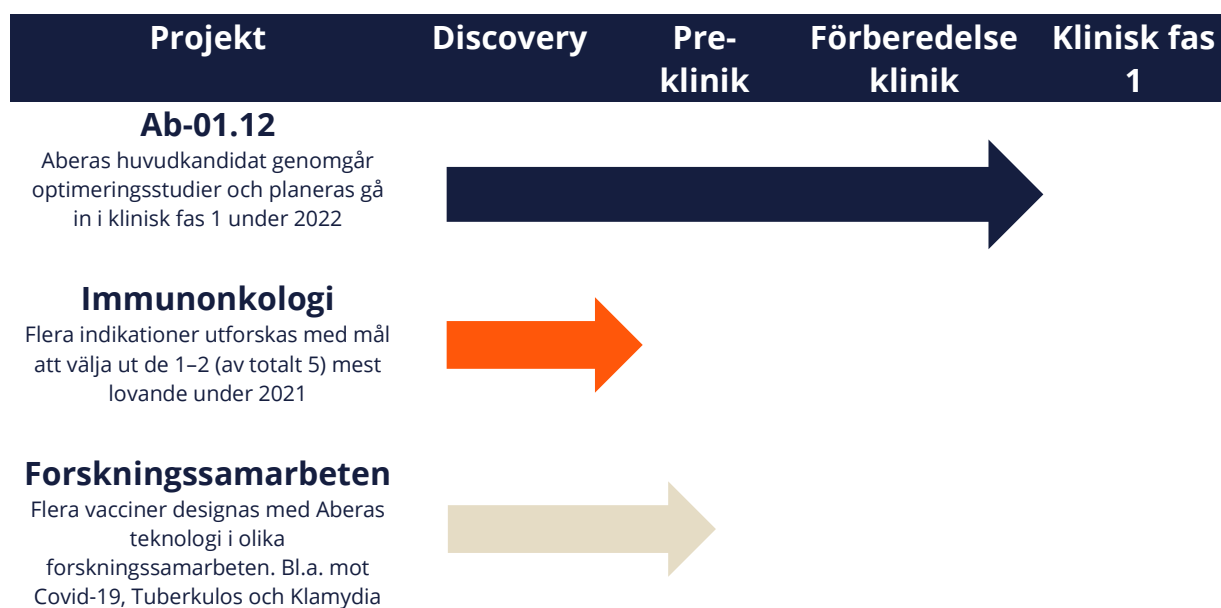 Projekt Discovery Pre- Förberedelse Klinisk fas
klinik klinik 1
Ab-01.12
Aberas huvudkandidat genomgår
optimeringsstudier och planeras gå
in i klinisk fas 1 under 2022
Immunonkologi
Flera indikationer utforskas med mål
att välja ut de 1–2 (av totalt 5) mest
lovande under 2021
Forskningssamarbeten
Flera vacciner designas med Aberas
teknologi i olika
forskningssamarbeten. Bl.a. mot
Covid-19, Tuberkulos och Klamydia